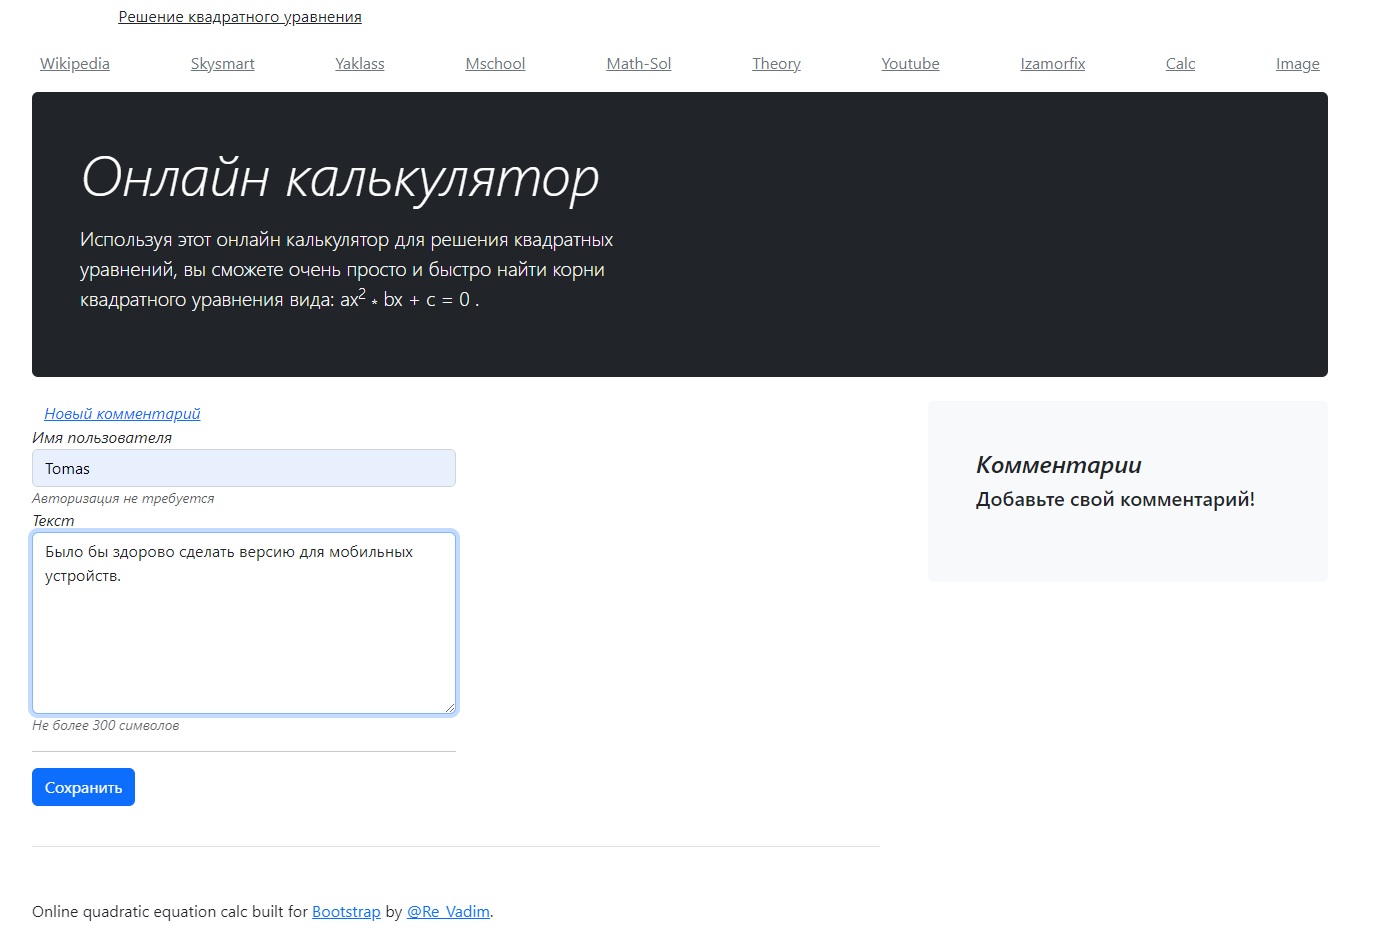 Решение квадратного уравнения
Wikipedia Skysmart Yaklass Mschool Math-Sol Theory Youtube Izamorfix Calc Image
Онлайн калькулятор
Используя этот онлайн калькулятор для решения квадратных
уравнений, вы сможете очень просто и быстро найти корни
квадратного уравнения вида: ax² * bx + c = 0 .
Новый комментарий
Имя пользователя
Tomas
Авторизация не требуется
Текст
Было бы здорово сделать версию для мобильных
устройств.
Не более 300 символов
Сохранить
Комментарии
Добавьте свой комментарий!
Online quadratic equation calc built for Bootstrap by @Re_Vadim.